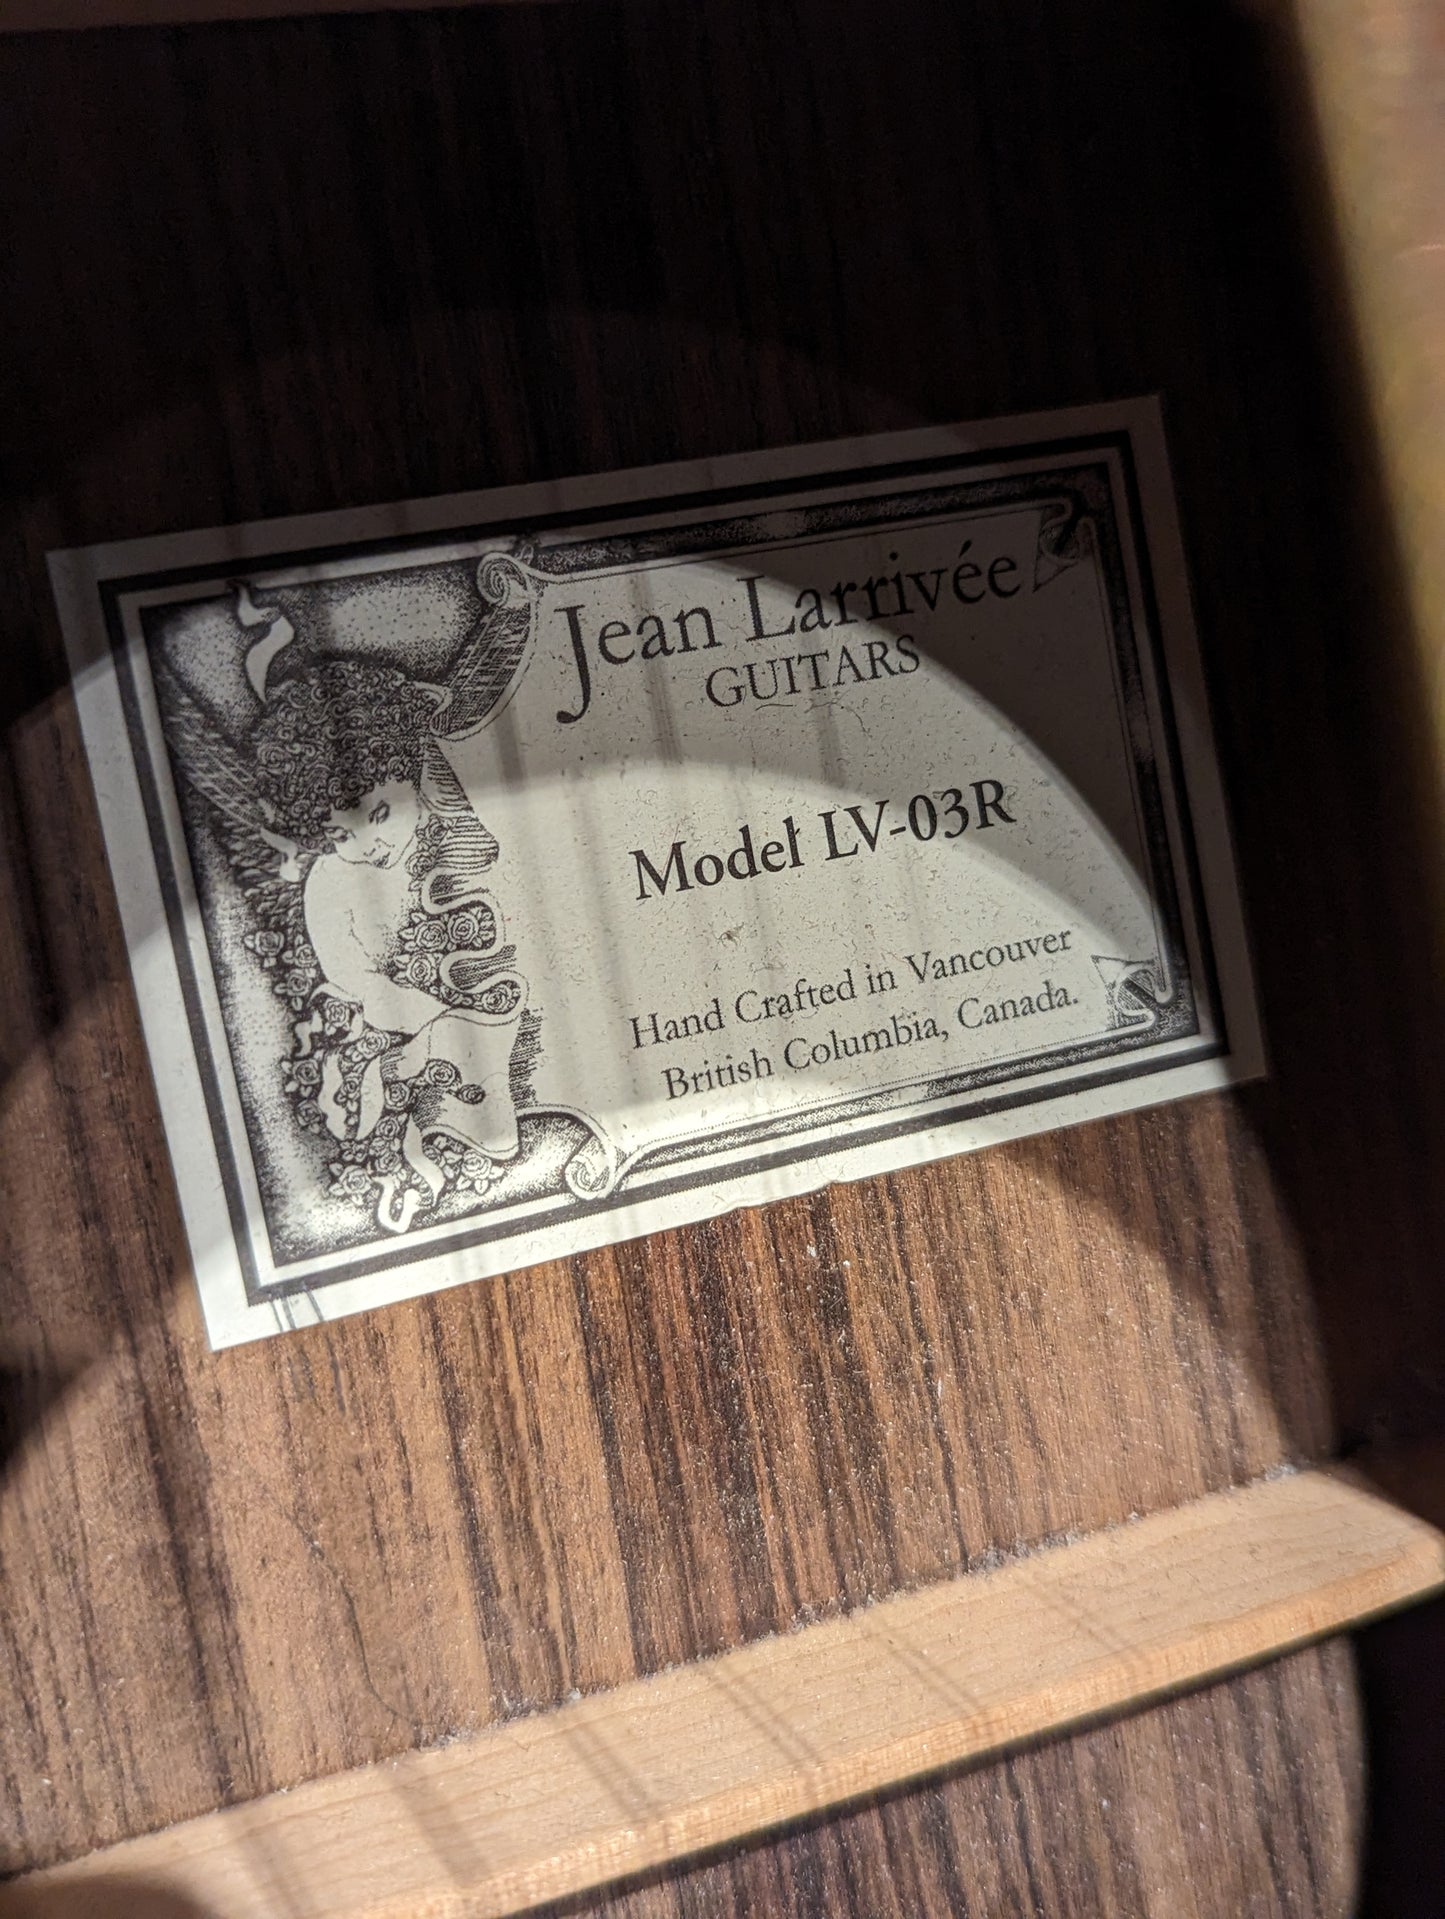 Jean Larrivée
GUITARS
Model LV-03R
Hand Crafted in Vancouver
British Columbia, Canada.